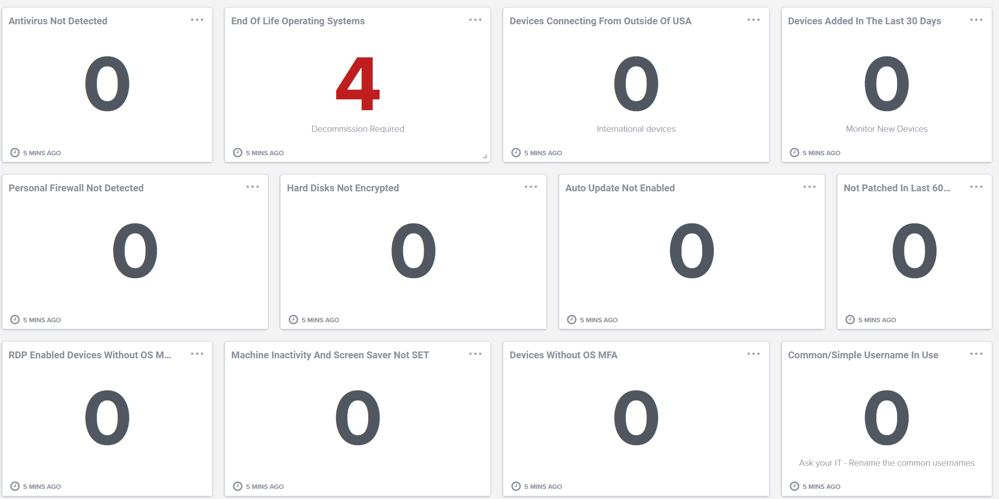 Antivirus Not Detected
0
5 MINS AGO
End Of Life Operating Systems
4
Decommission Required
5 MINS AGO
Devices Connecting From Outside Of USA
0
International devices
5 MINS AGO
Devices Added In The Last 30 Days
0
Monitor New Devices
5 MINS AGO
Personal Firewall Not Detected
0
5 MINS AGO
Hard Disks Not Encrypted
0
5 MINS AGO
Auto Update Not Enabled
0
5 MINS AGO
Not Patched In Last 60...
0
5 MINS AGO
RDP Enabled Devices Without OS M...
0
5 MINS AGO
Machine Inactivity And Screen Saver Not SET
0
5 MINS AGO
Devices Without OS MFA
0
5 MINS AGO
Common/Simple Username In Use
0
Ask your IT - Rename the common usernames
5 MINS AGO